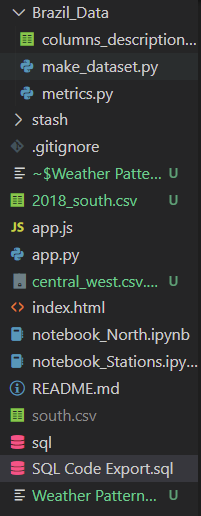 Brazil_Data
columns_description...
make_dataset.py
metrics.py
stash
.gitignore
~$Weather Patte... U
2018_south.csv U
JS app.js
app.py
central_west.csv.... U
<> index.html
notebook_North.ipynb
notebook_Stations.ipy...
README.md
south.csv
sql
SQL Code Export.sql
Weather Pattern... U